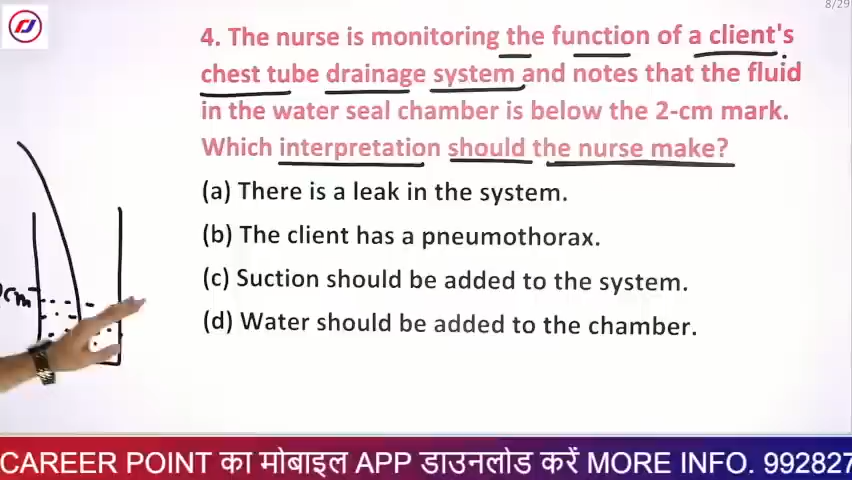 8/29
4. The nurse is monitoring the function of a client's
chest tube drainage system and notes that the fluid
in the water seal chamber is below the 2-cm mark.
Which interpretation should the nurse make?
(a) There is a leak in the system.
(b) The client has a pneumothorax.
(c) Suction should be added to the system.
(d) Water should be added to the chamber.
cm
CAREER POINT का मोबाइल APP डाउनलोड करें MORE INFO. 992827